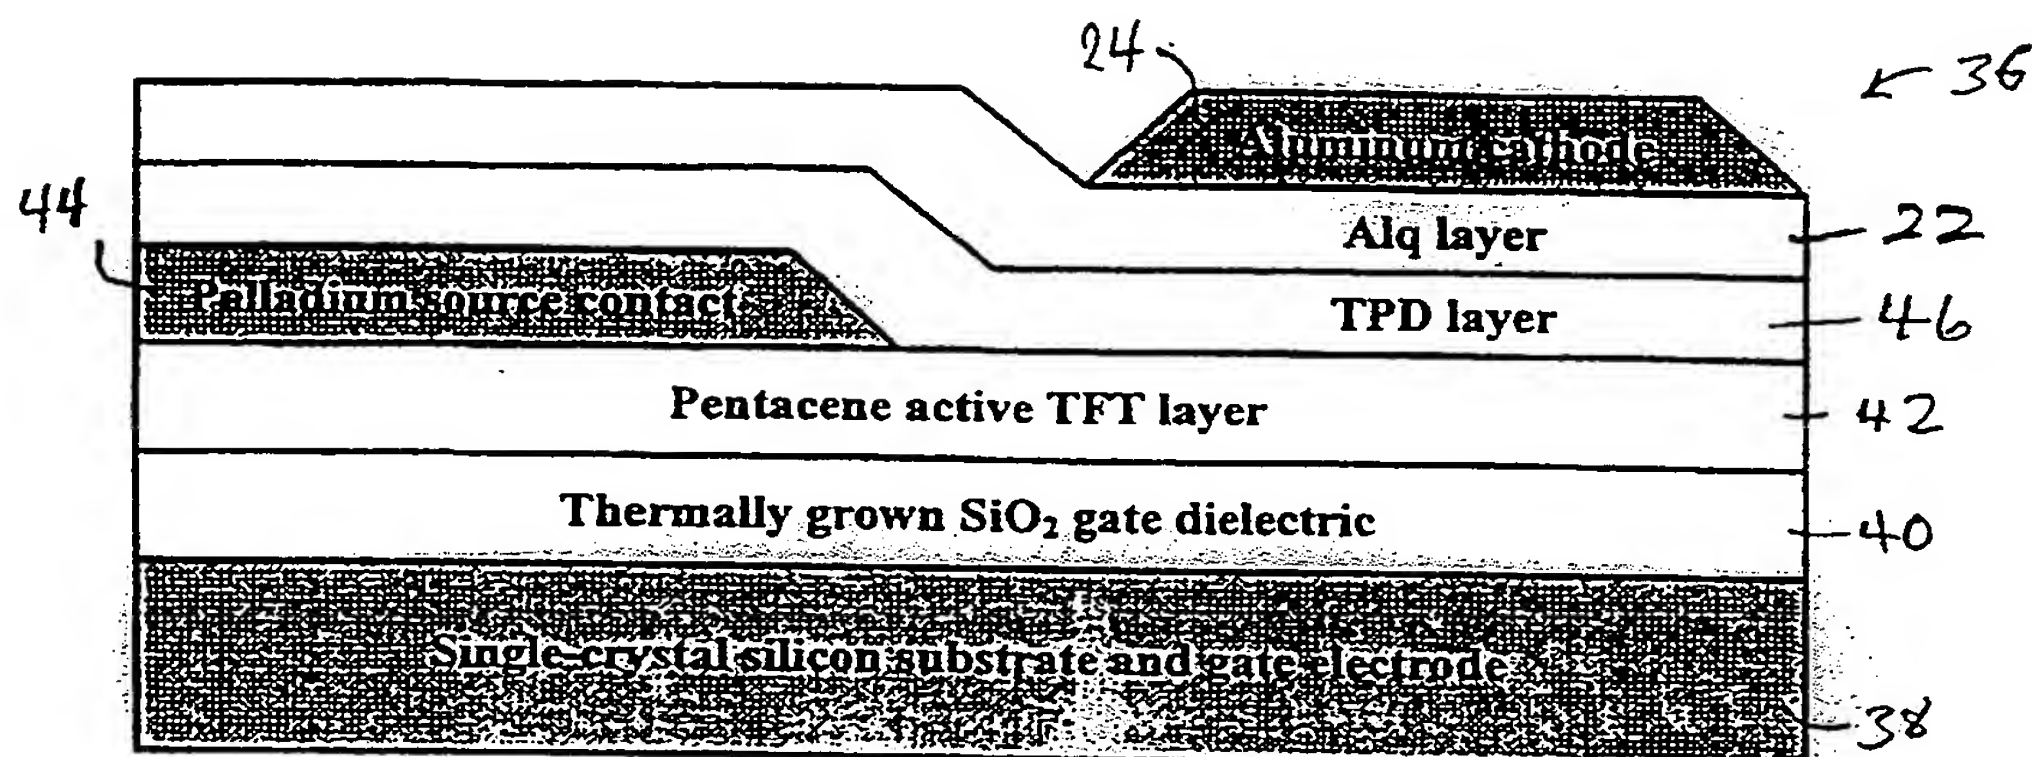 24
36
Aluminum cathode
44
Alq layer
22
Palladium source contact
TPD layer
46
Pentacene active TFT layer
42
Thermally grown SiO₂ gate dielectric
40
Single-crystal silicon substrate and gate electrode
38